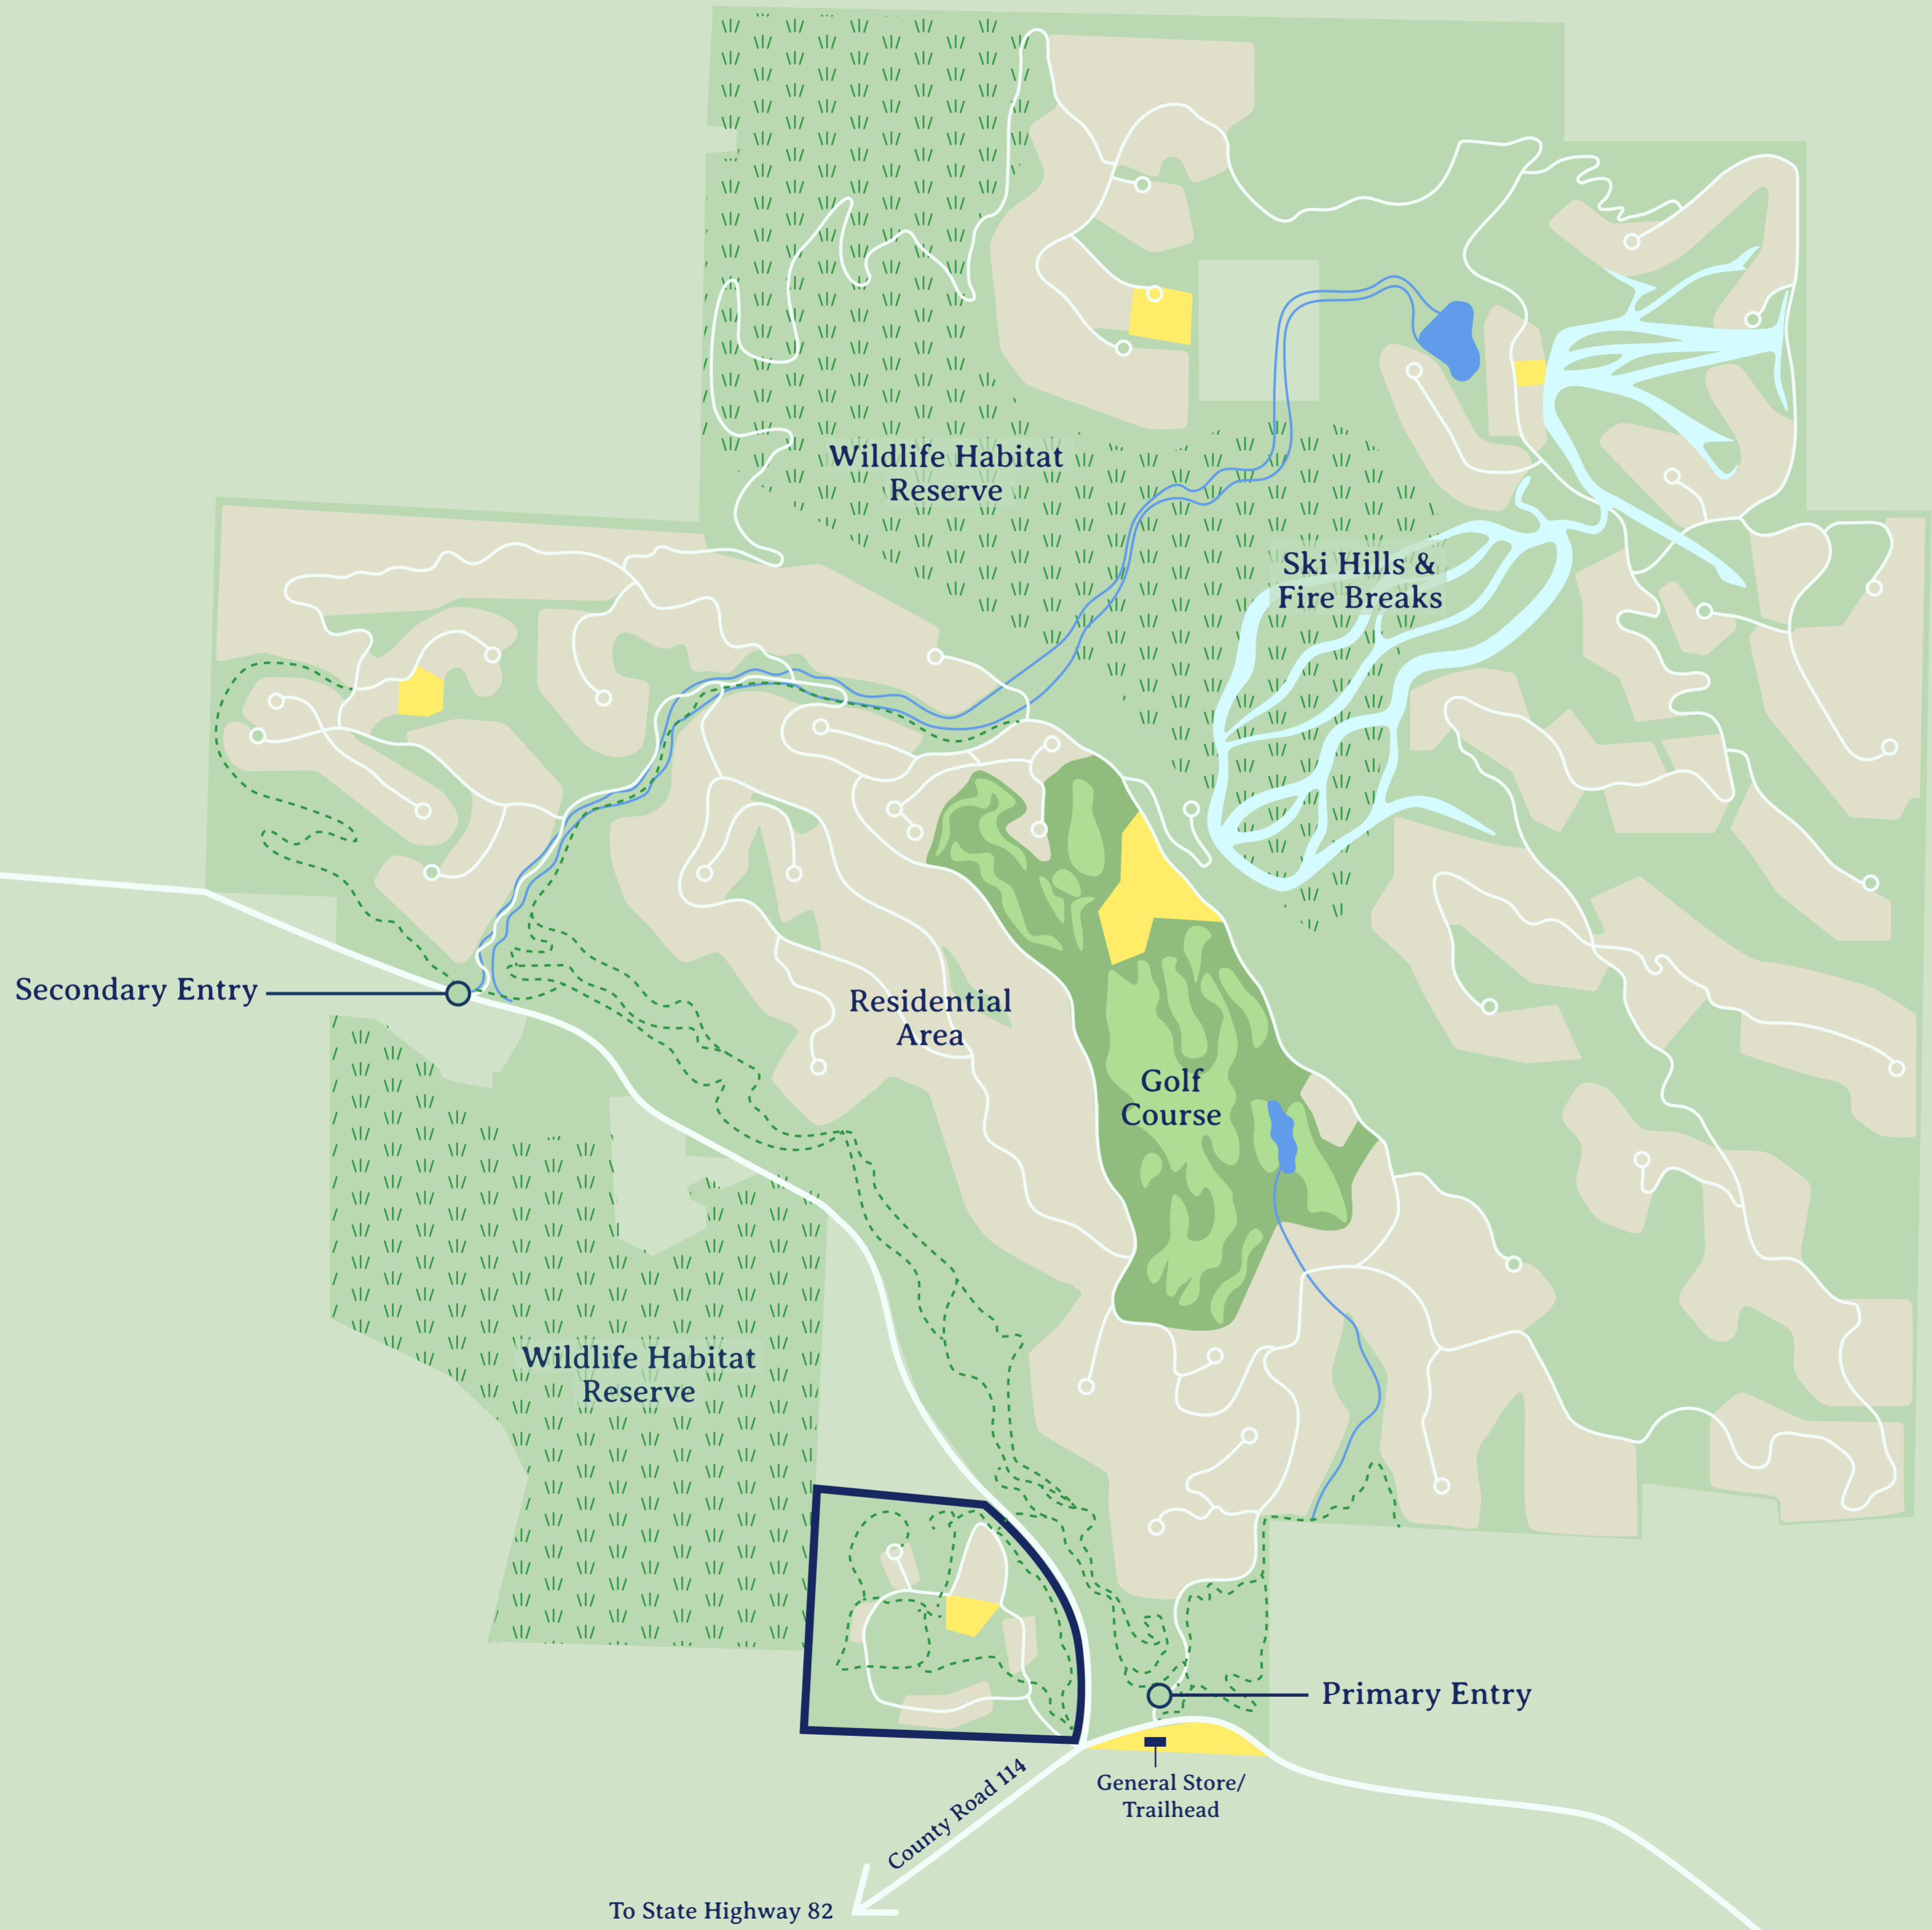 Wildlife Habitat
Reserve
Ski Hills &
Fire Breaks
Secondary Entry
Residential
Area
Golf
Course
Wildlife Habitat
Reserve
Primary Entry
General Store/
Trailhead
County Road 114
To State Highway 82